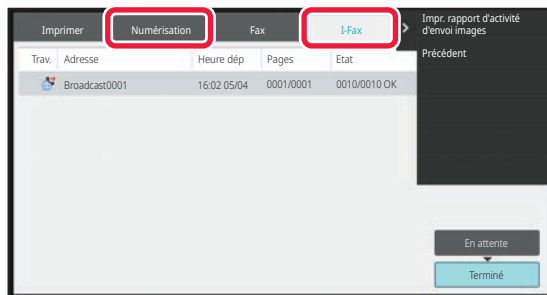 Imprimer Numérisation Fax I-Fax
Impr. rapport d'activité
d'envoi images
Précédent
Trav. Adresse Heure dép Pages Etat
Broadcast0001 16:02 05/04 0001/0001 0010/0010 OK
En attente
Terminé